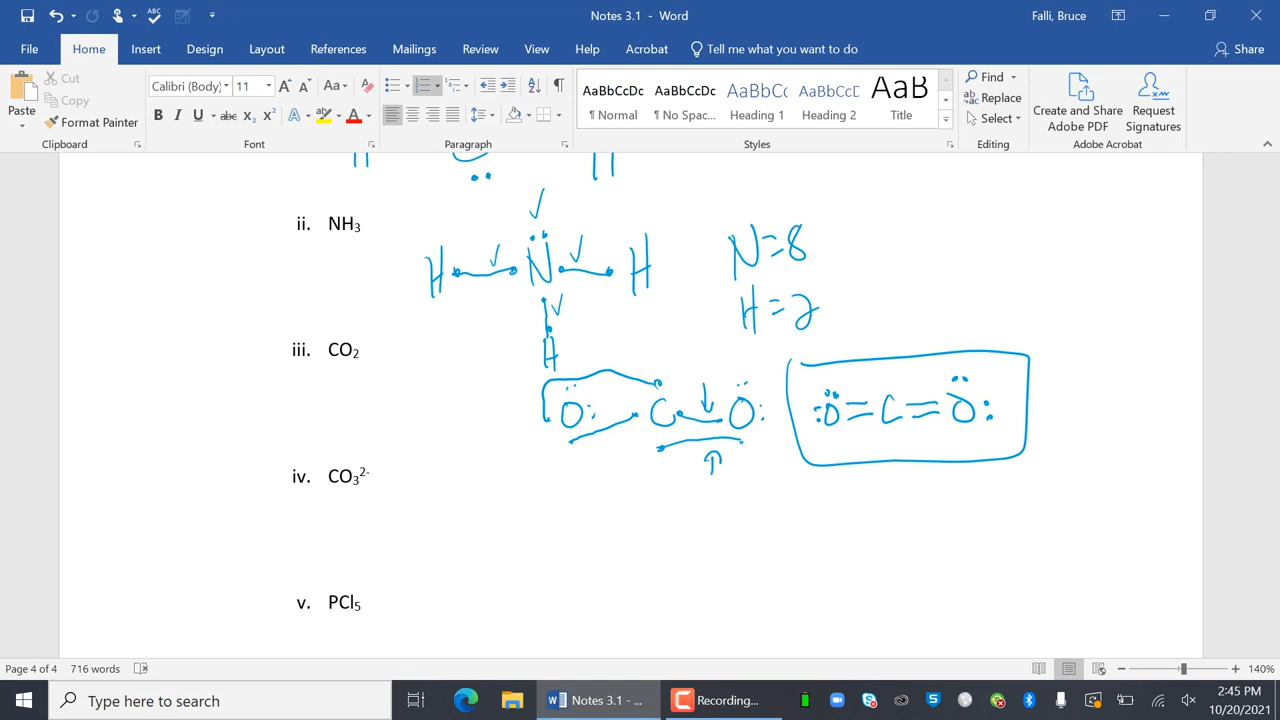 Notes 3.1 - Word
Falli, Bruce
File Home Insert Design Layout References Mailings Review View Help Acrobat Tell me what you want to do Share
Paste
Cut
Copy
Format Painter
Clipboard
Calibri (Body) 11
Font
Paragraph
AaBbCcDc AaBbCcDc AaBbCc AaBbCcD AaB
¶ Normal ¶ No Spac... Heading 1 Heading 2 Title
Styles
Find
Replace
Select
Editing
Create and Share Adobe PDF
Request Signatures
Adobe Acrobat
ii. NH3
H N H
H
N=8
H=2
iii. CO2
O C O
O=C=O
iv. CO3 2-
v. PCl5
Page 4 of 4 716 words 140%
Type here to search
Notes 3.1 - ...
Recording...
2:45 PM
10/20/2021